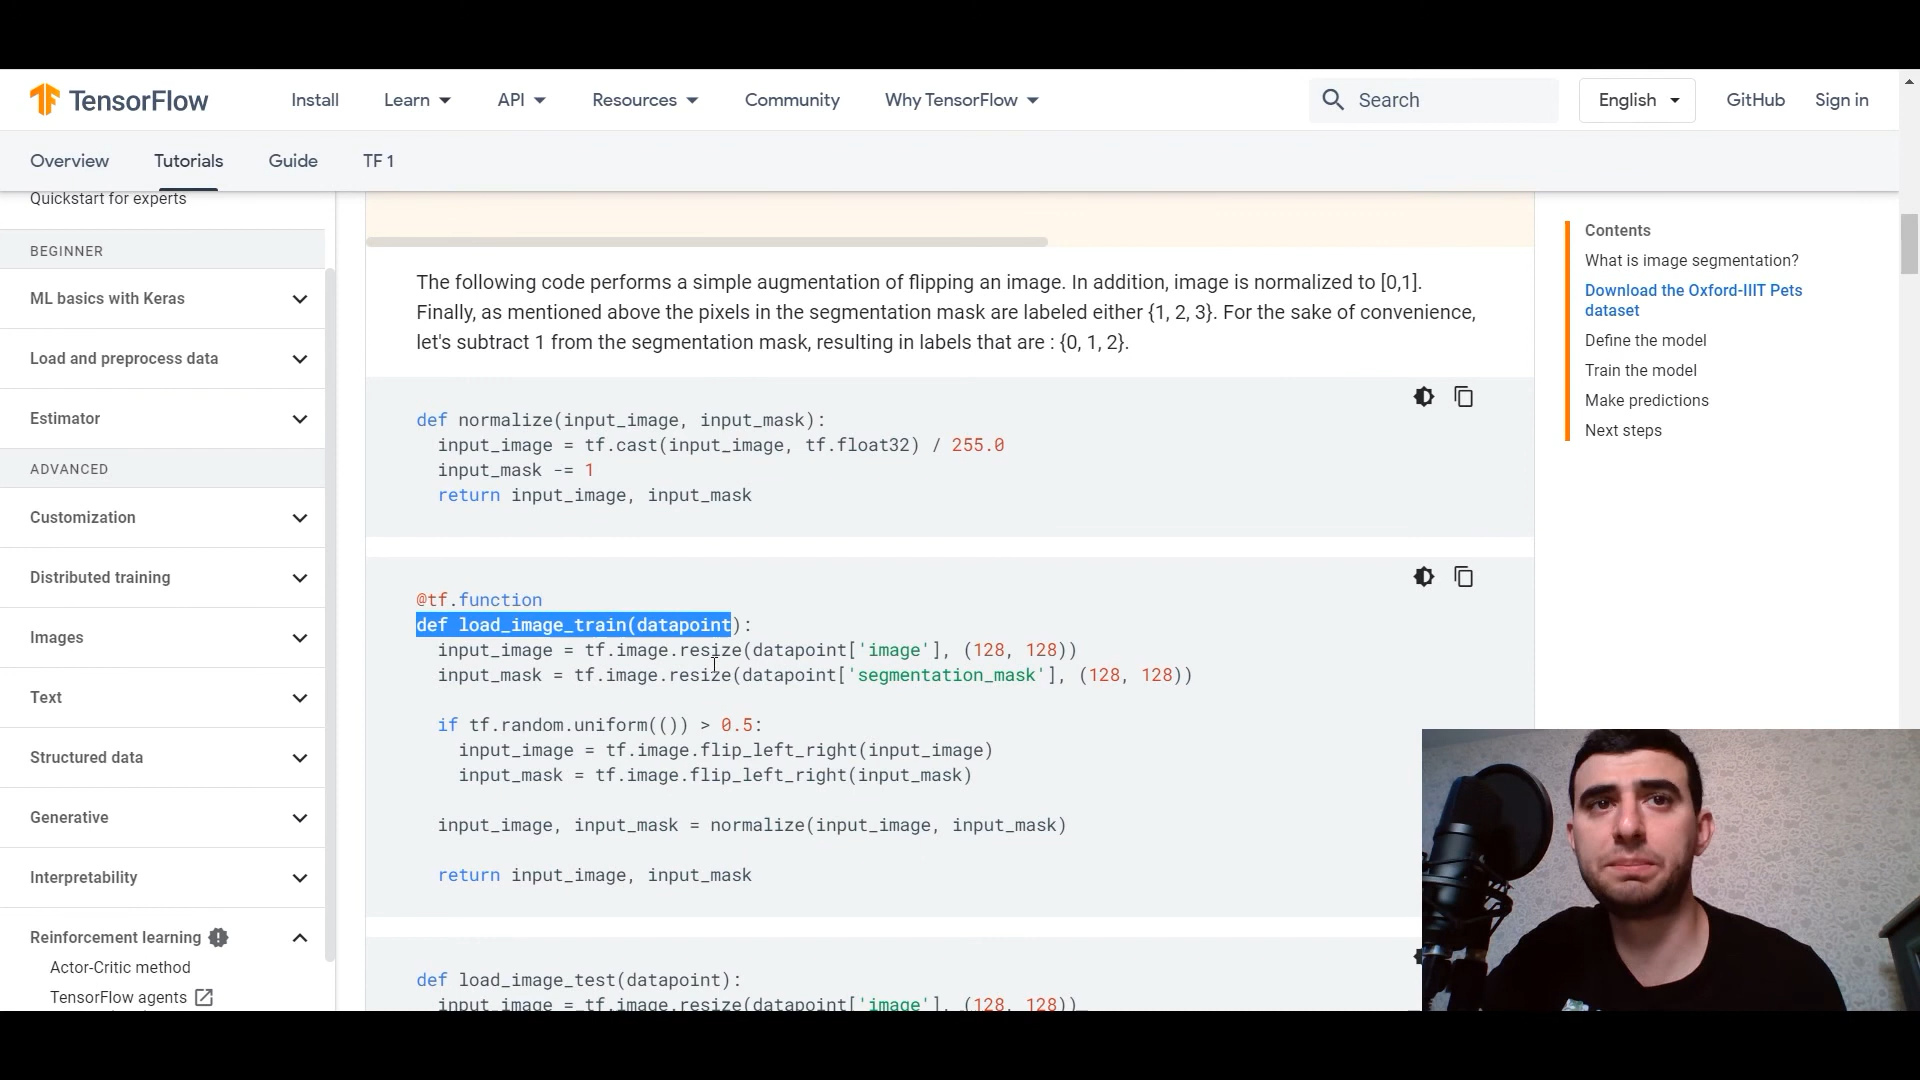 TensorFlow
Install
Learn
API
Resources
Community
Why TensorFlow
Search
English
GitHub
Sign in
Overview
Tutorials
Guide
TF 1
Quickstart for experts
BEGINNER
ML basics with Keras
Load and preprocess data
Estimator
ADVANCED
Customization
Distributed training
Images
Text
Structured data
Generative
Interpretability
Reinforcement learning
Actor-Critic method
TensorFlow agents
The following code performs a simple augmentation of flipping an image. In addition, image is normalized to [0,1].
Finally, as mentioned above the pixels in the segmentation mask are labeled either {1, 2, 3}. For the sake of convenience,
let's subtract 1 from the segmentation mask, resulting in labels that are : {0, 1, 2}.
def normalize(input_image, input_mask):
  input_image = tf.cast(input_image, tf.float32) / 255.0
  input_mask -= 1
  return input_image, input_mask
@tf.function
def load_image_train(datapoint):
  input_image = tf.image.resize(datapoint['image'], (128, 128))
  input_mask = tf.image.resize(datapoint['segmentation_mask'], (128, 128))
  if tf.random.uniform(()) > 0.5:
    input_image = tf.image.flip_left_right(input_image)
    input_mask = tf.image.flip_left_right(input_mask)
  input_image, input_mask = normalize(input_image, input_mask)
  return input_image, input_mask
def load_image_test(datapoint):
  input_image = tf.image.resize(datapoint['image'], (128, 128))
Contents
What is image segmentation?
Download the Oxford-IIIT Pets
dataset
Define the model
Train the model
Make predictions
Next steps